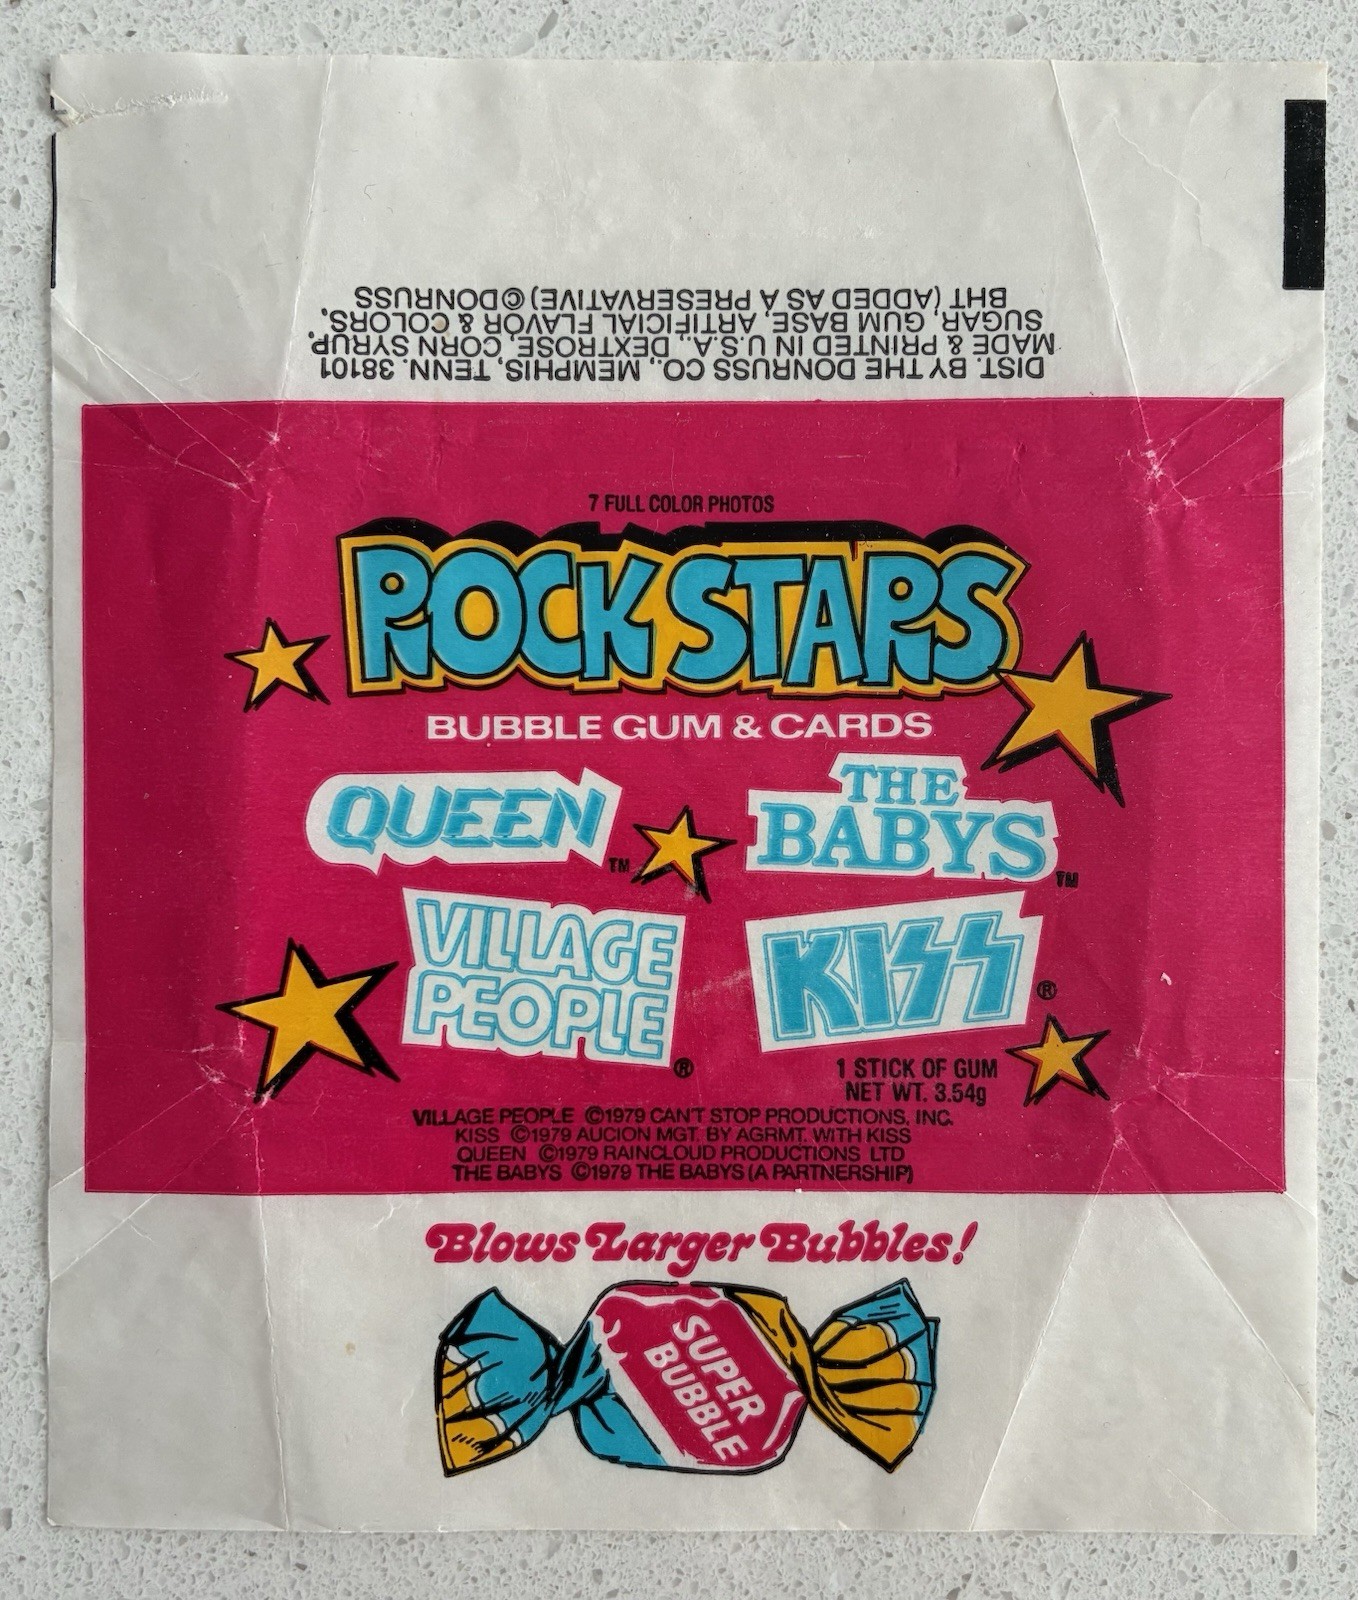 DIST. BY THE DONRUSS CO., MEMPHIS, TENN. 38101
MADE & PRINTED IN U.S.A., DEXTROSE, CORN SYRUP,
SUGAR, GUM BASE, ARTIFICIAL FLAVOR & COLORS,
BHT (ADDED AS A PRESERVATIVE) © DONRUSS
7 FULL COLOR PHOTOS
ROCK STARS
BUBBLE GUM & CARDS
QUEEN™
THE
BABYS™
VILLAGE
PEOPLE®
KISS®
1 STICK OF GUM
NET WT. 3.54g
VILLAGE PEOPLE ©1979 CAN'T STOP PRODUCTIONS, INC.
KISS ©1979 AUCION MGT. BY AGRMT. WITH KISS
QUEEN ©1979 RAINCLOUD PRODUCTIONS LTD
THE BABYS ©1979 THE BABYS (A PARTNERSHIP)
Blows Larger Bubbles!
SUPER
BUBBLE